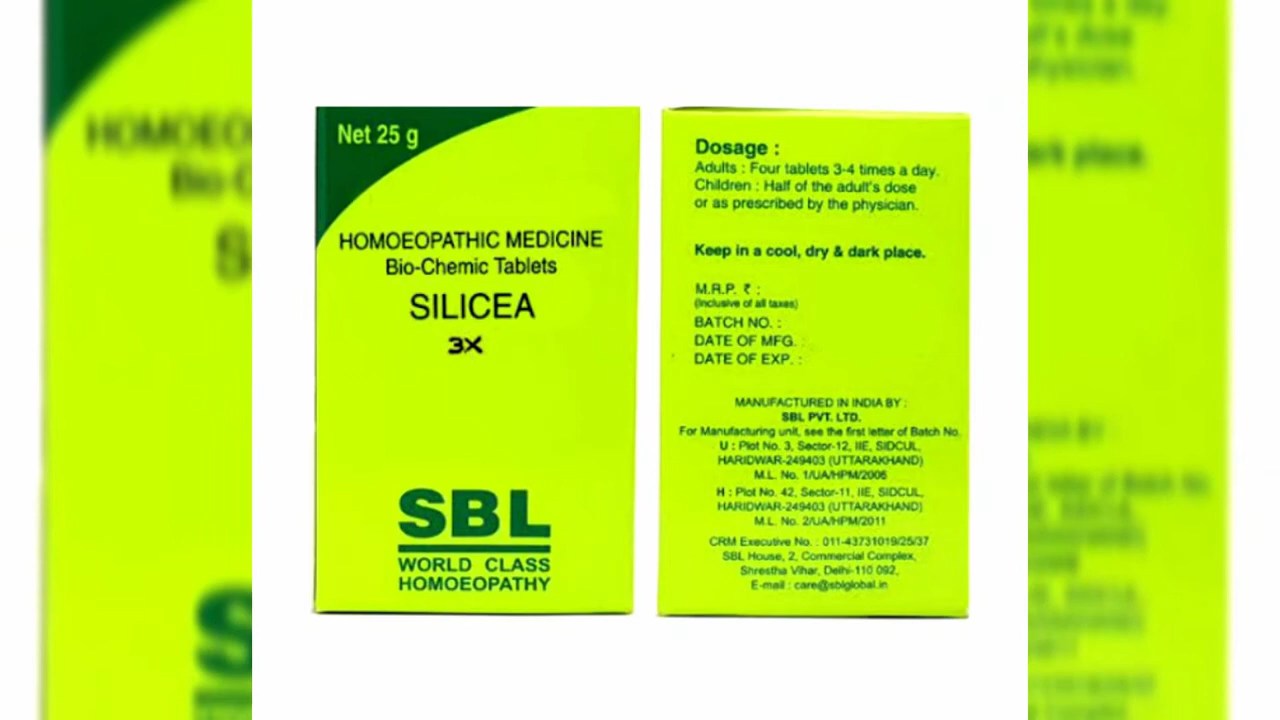 Net 25 g
HOMOEOPATHIC MEDICINE
Bio-Chemic Tablets
SILICEA
3X
SBL
WORLD CLASS
HOMOEOPATHY
Dosage :
Adults : Four tablets 3-4 times a day.
Children : Half of the adult's dose
or as prescribed by the physician.
Keep in a cool, dry & dark place.
M.R.P. ₹ :
(Inclusive of all taxes)
BATCH NO. :
DATE OF MFG. :
DATE OF EXP. :
MANUFACTURED IN INDIA BY :
SBL PVT. LTD.
For Manufacturing unit, see the first letter of Batch No.
U : Plot No. 3, Sector-12, IIE, SIDCUL,
HARIDWAR-249403 (UTTARAKHAND)
M.L. No. 1/UA/HPM/2006
H : Plot No. 42, Sector-11, IIE, SIDCUL,
HARIDWAR-249403 (UTTARAKHAND)
M.L. No. 2/UA/HPM/2011
CRM Executive No. : 011-43731019/25/37
SBL House, 2, Commercial Complex,
Shrestha Vihar, Delhi-110 092,
E-mail : care@sblglobal.in